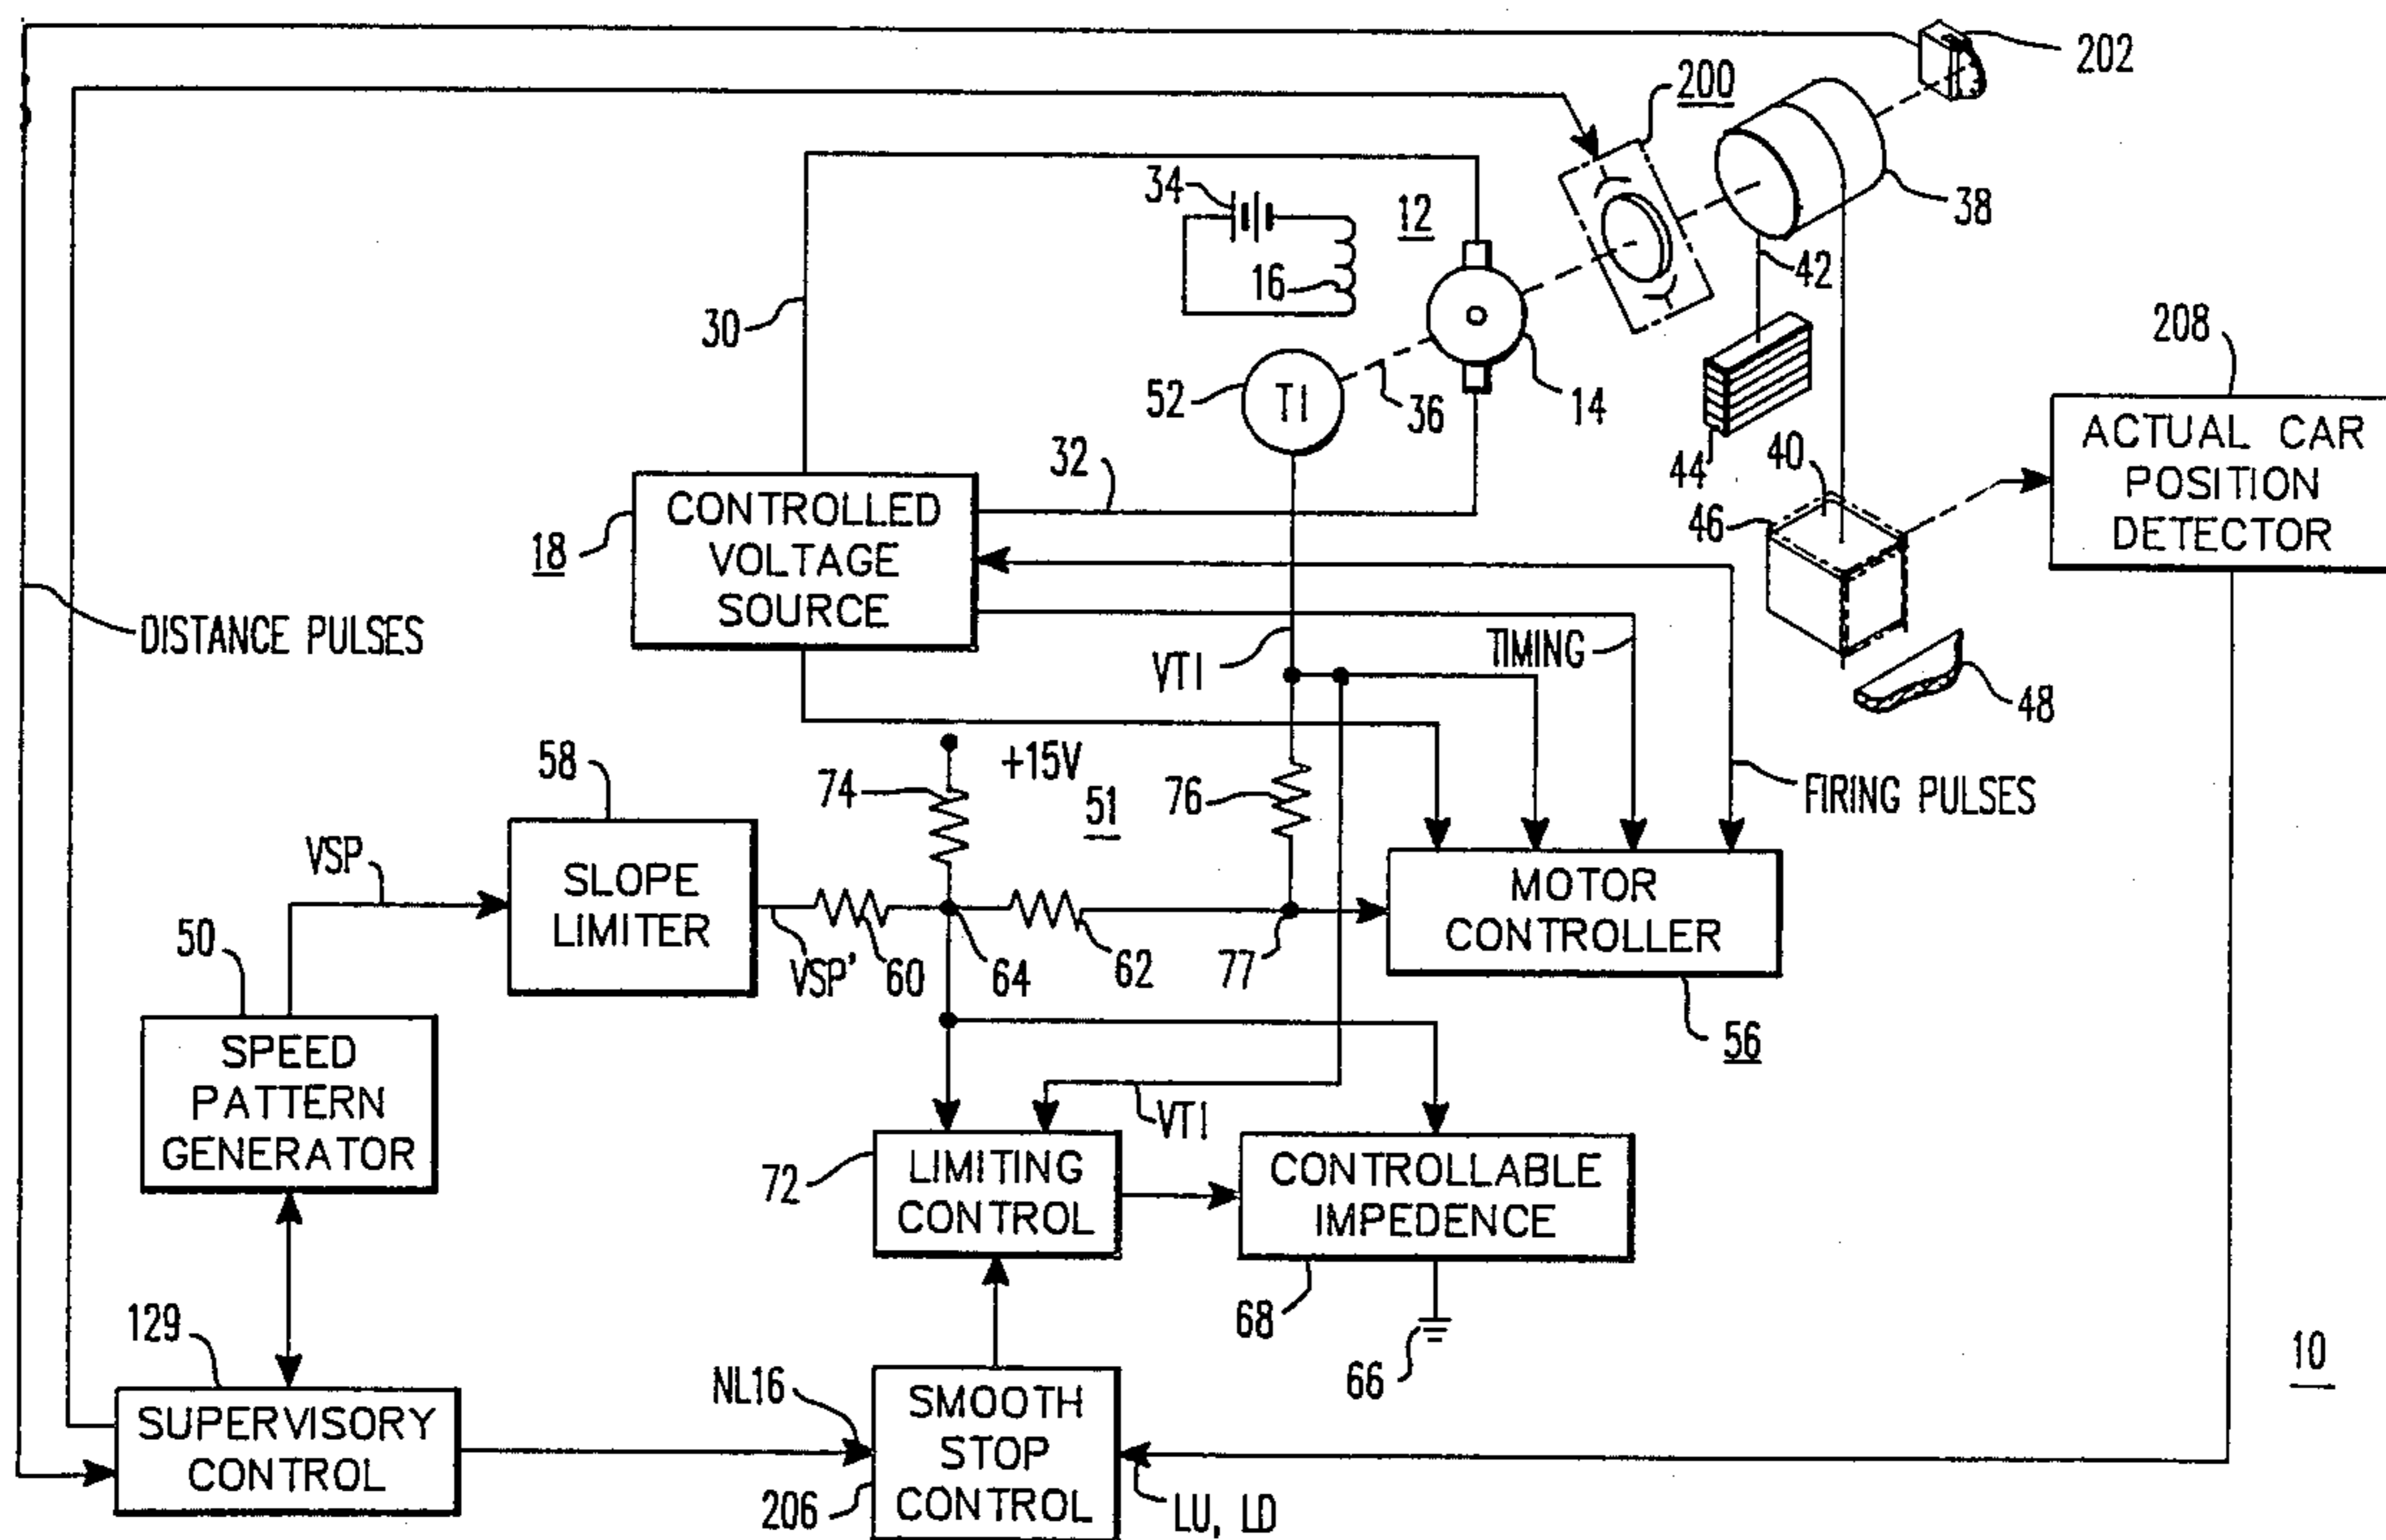 202
200
34
12
38
16
42
30
208
52
T1
36
14
ACTUAL CAR
POSITION
DETECTOR
32
44
40
46
CONTROLLED
VOLTAGE
SOURCE
18
DISTANCE PULSES
VT1
TIMING
48
58
74
+15V
51
76
FIRING PULSES
VSP
SLOPE
LIMITER
MOTOR
CONTROLLER
50
VSP'
60
64
62
77
56
SPEED
PATTERN
GENERATOR
VT1
72
LIMITING
CONTROL
CONTROLLABLE
IMPEDENCE
129
68
66
10
NL16
SUPERVISORY
CONTROL
SMOOTH
STOP
CONTROL
206
LU, LD